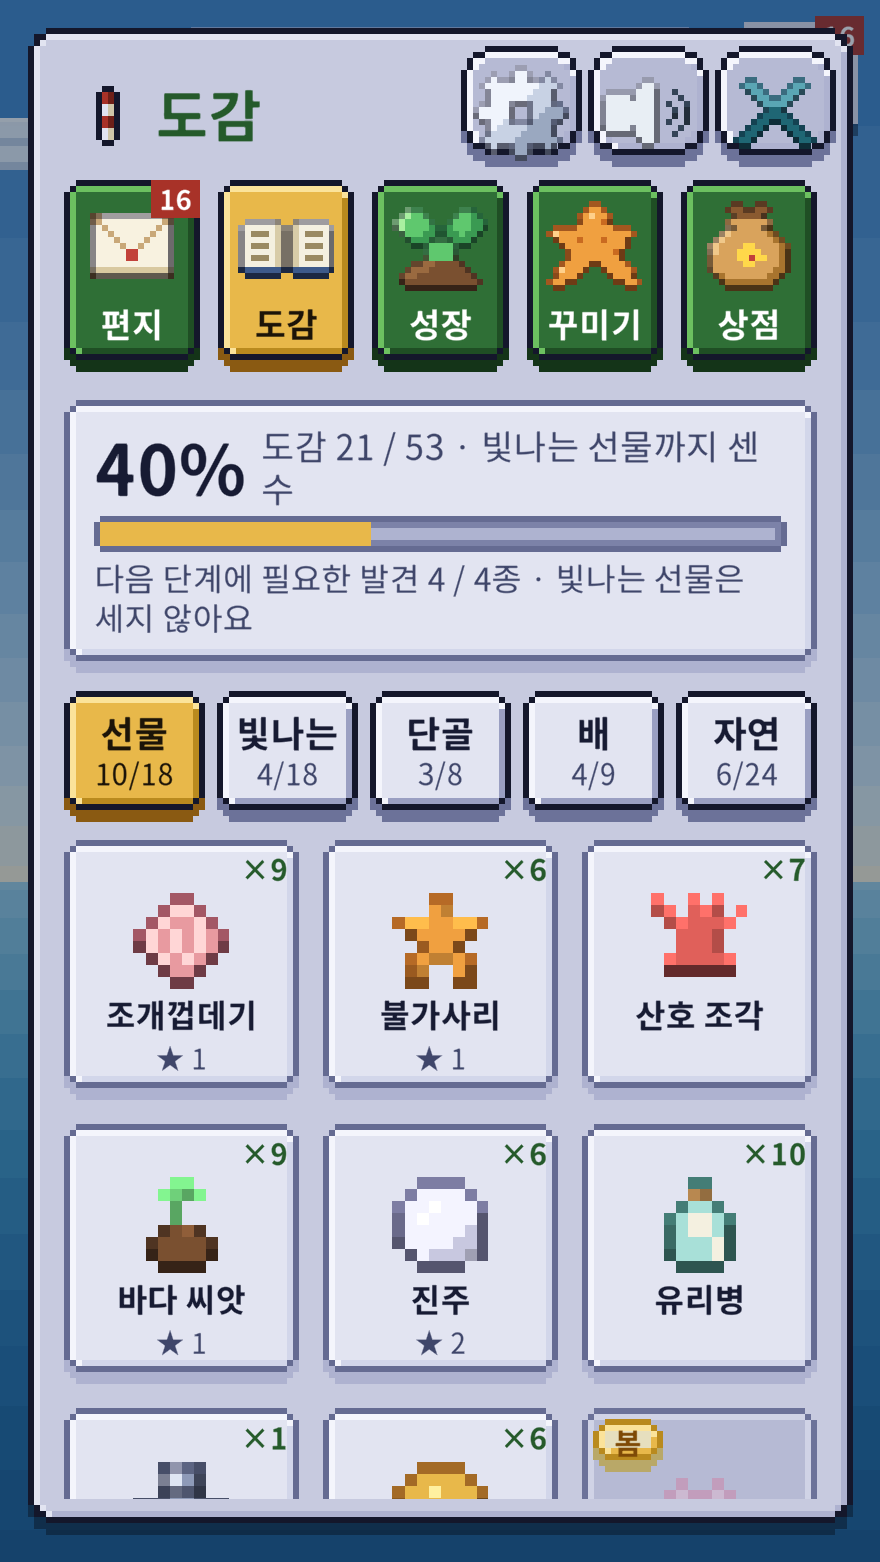 16
도감
16
편지
도감
성장
꾸미기
상점
40%
도감 21 / 53 · 빛나는 선물까지 센
수
다음 단계에 필요한 발견 4 / 4종 · 빛나는 선물은
세지 않아요
선물
10/18
빛나는
4/18
단골
3/8
배
4/9
자연
6/24
×9
조개껍데기
★ 1
×6
불가사리
★ 1
×7
산호 조각
×9
바다 씨앗
★ 1
×6
진주
★ 2
×10
유리병
×1
×6
봄